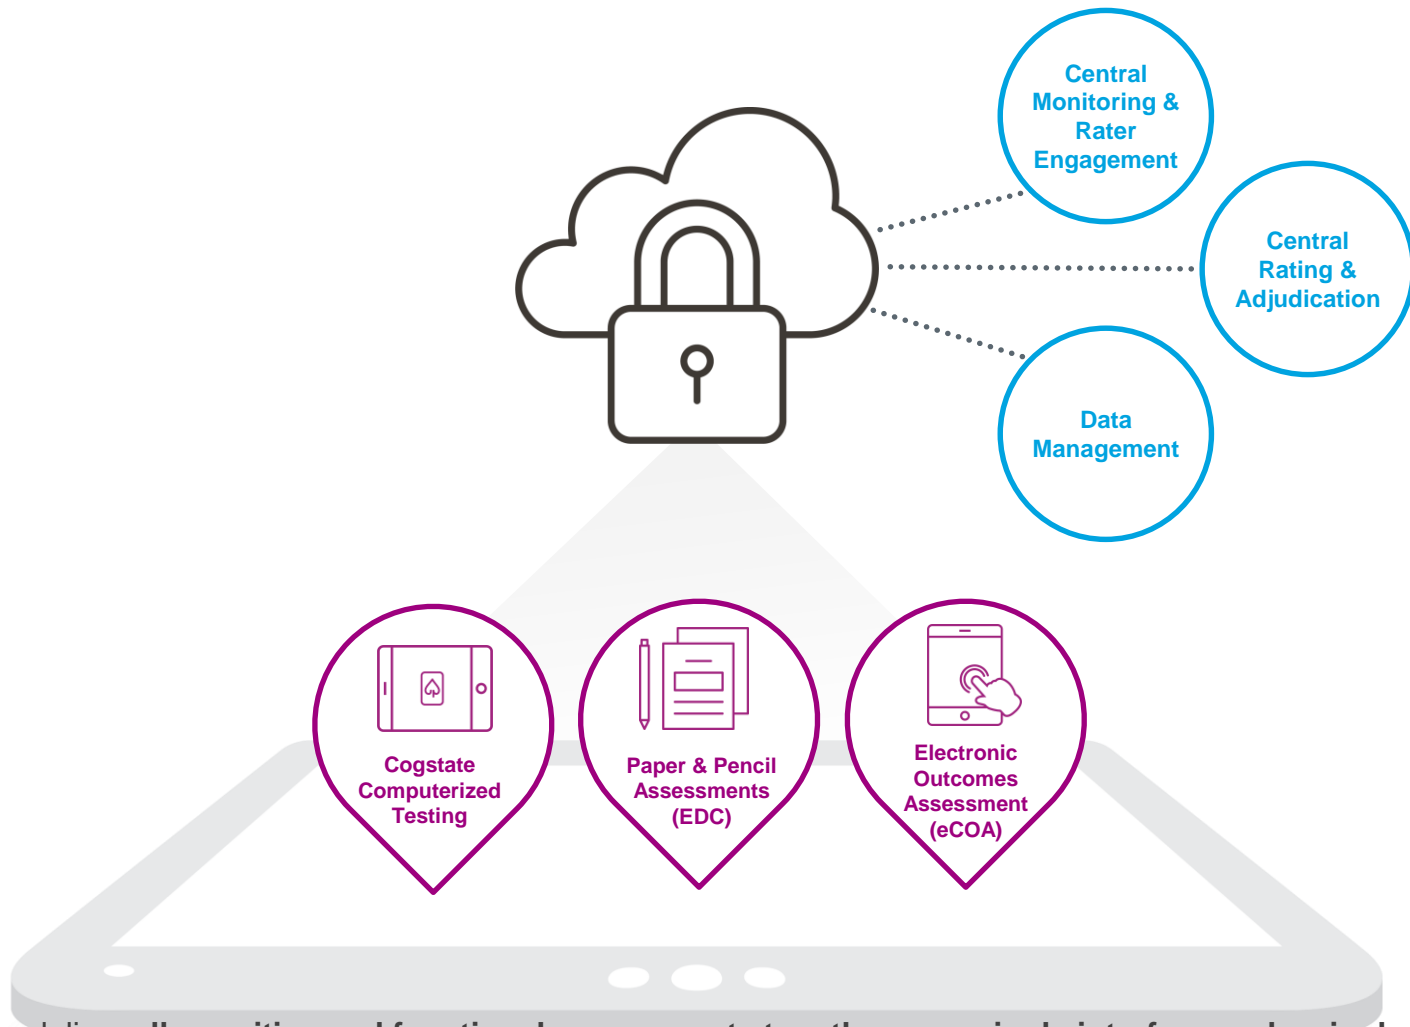 Central
Monitoring &
Rater
Engagement
Central
Rating &
Adjudication
Data
Management
Cogstate
Computerized
Testing
Paper & Pencil
Assessments
(EDC)
Electronic
Outcomes
Assessment
(eCOA)